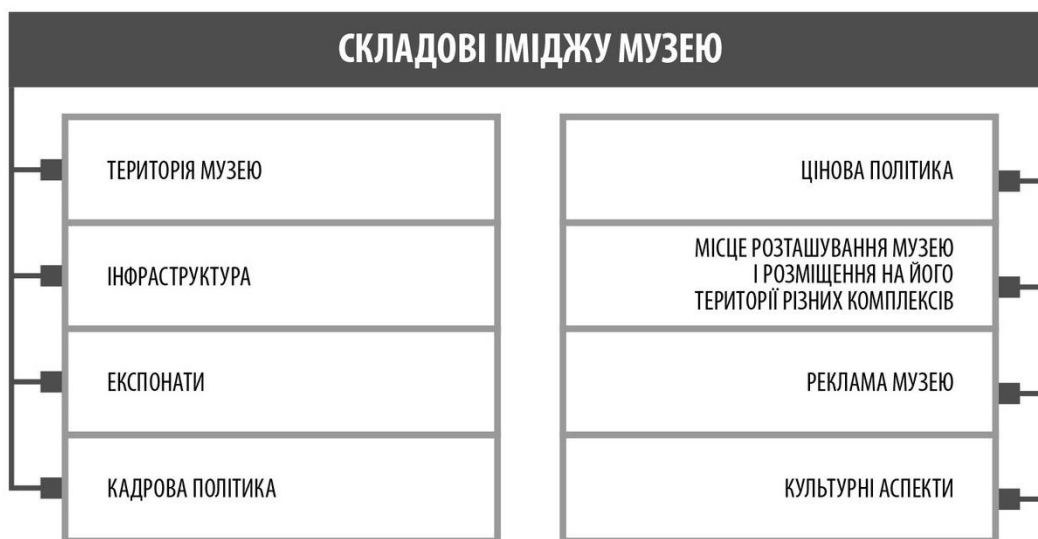 СКЛАДОВІ ІМІДЖУ МУЗЕЮ
ТЕРИТОРІЯ МУЗЕЮ
ІНФРАСТРУКТУРА
ЕКСПОНАТИ
КАДРОВА ПОЛІТИКА
ЦІНОВА ПОЛІТИКА
МІСЦЕ РОЗТАШУВАННЯ МУЗЕЮ
І РОЗМІЩЕННЯ НА ЙОГО
ТЕРИТОРІЇ РІЗНИХ КОМПЛЕКСІВ
РЕКЛАМА МУЗЕЮ
КУЛЬТУРНІ АСПЕКТИ